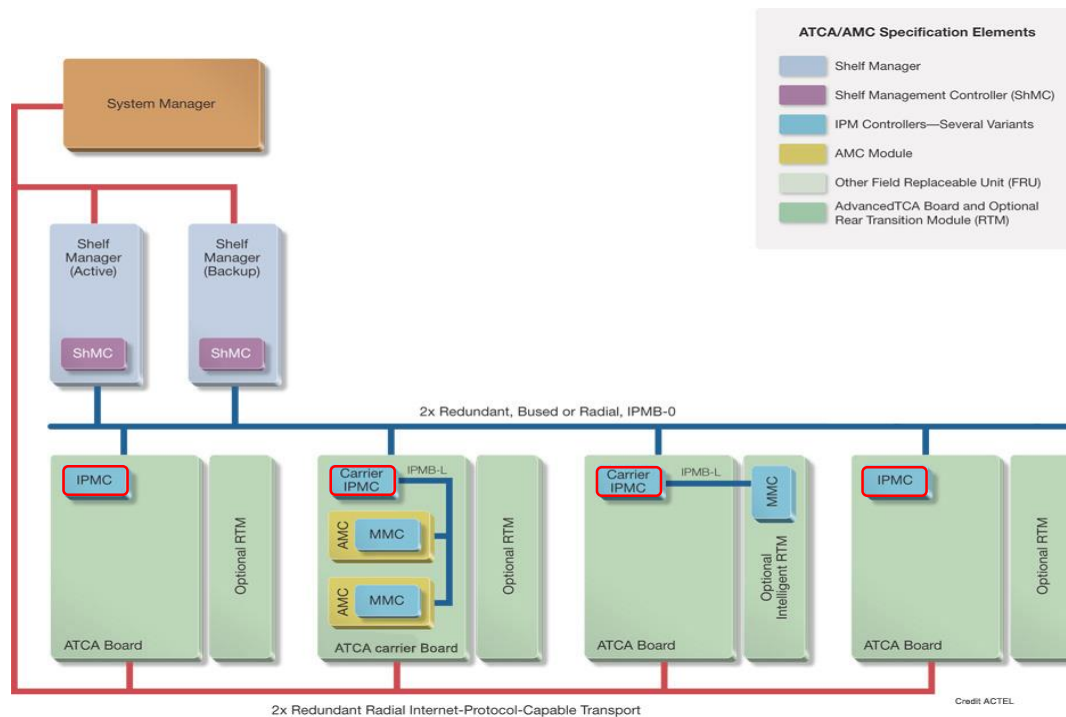 ATCA/AMC Specification Elements
Shelf Manager
Shelf Management Controller (ShMC)
IPM Controllers—Several Variants
AMC Module
Other Field Replaceable Unit (FRU)
AdvancedTCA Board and Optional
Rear Transition Module (RTM)
System Manager
Shelf
Manager
(Active)
ShMC
Shelf
Manager
(Backup)
ShMC
2x Redundant, Bused or Radial, IPMB-0
IPMC
ATCA Board
Optional RTM
Carrier
IPMC
IPMB-L
AMC
MMC
AMC
MMC
ATCA carrier Board
Optional RTM
Carrier
IPMC
IPMB-L
MMC
Optional
Intelligent RTM
ATCA Board
IPMC
ATCA Board
Optional RTM
2x Redundant Radial Internet-Protocol-Capable Transport
Credit ACTEL